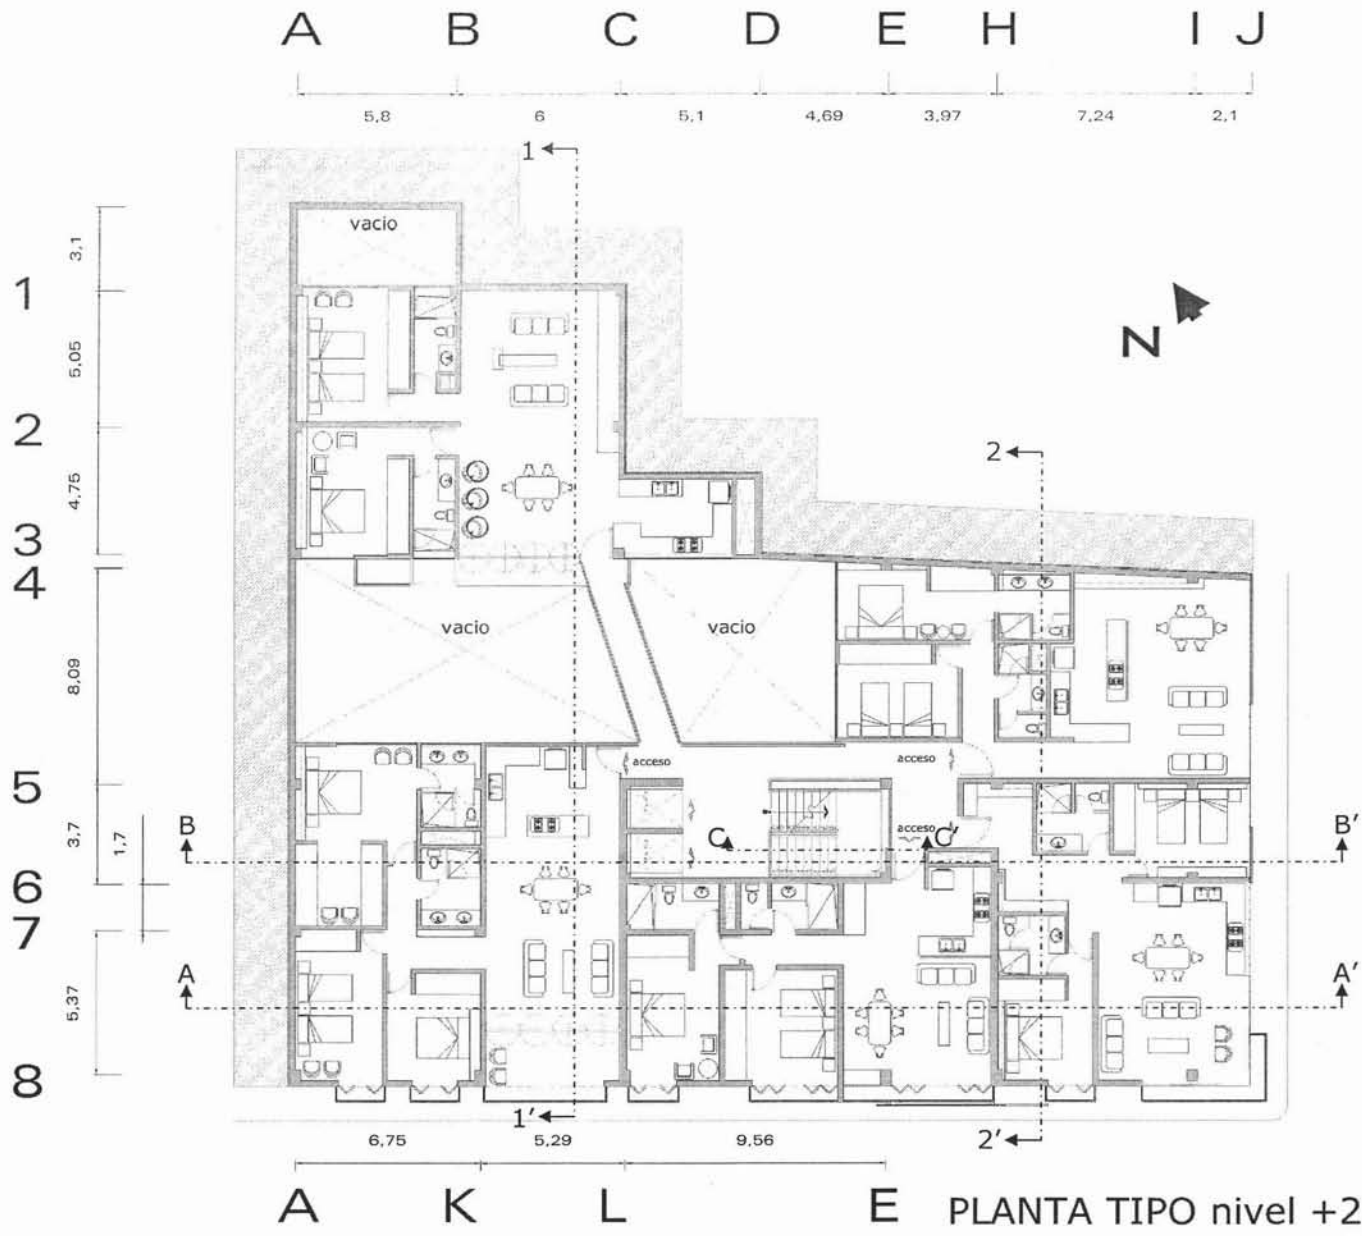 A B C D E H I J
5,8 6 5,1 4,69 3,97 7,24 2,1
1
3,1
vacio
1
5,05
N
2
2
4,75
3
4
vacio
vacio
8,09
acceso
acceso
5
3,7
1,7
B
C
acceso
C'
B'
6
7
A
A'
5,37
8
1'
2'
6,75 5,29 9,56
A K L E
PLANTA TIPO nivel +2